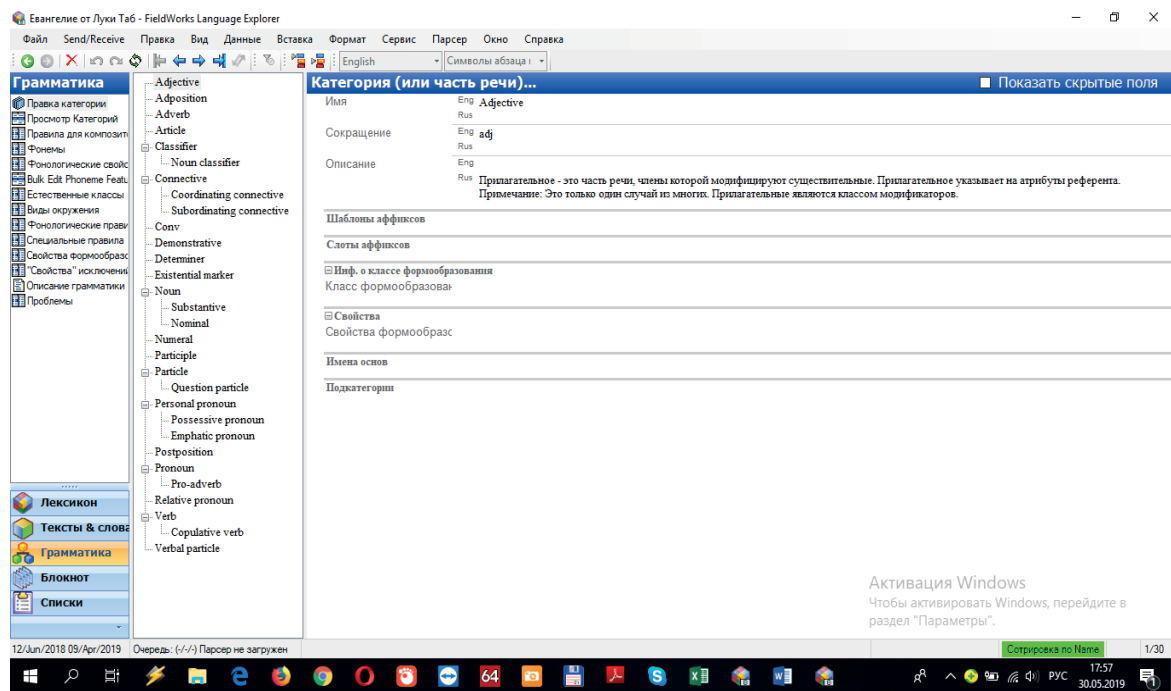 Евангелие от Луки Таб - FieldWorks Language Explorer
Файл Send/Receive Правка Вид Данные Вставка Формат Сервис Парсер Окно Справка
English Символы абзаца
Грамматика
Правка категории
Просмотр Категорий
Правила для композит
Фонемы
Фонологические свойс
Bulk Edit Phoneme Featu
Естественные классы
Виды окружения
Фонологические прави
Специальные правила
Свойства формообразс
"Свойства" исключений
Описание грамматики
Проблемы
Лексикон
Тексты & слова
Грамматика
Блокнот
Списки
Adjective
Adposition
Adverb
Article
Classifier
Noun classifier
Connective
Coordinating connective
Subordinating connective
Conv
Demonstrative
Determiner
Existential marker
Noun
Substantive
Nominal
Numeral
Participle
Particle
Question particle
Personal pronoun
Possessive pronoun
Emphatic pronoun
Postposition
Pronoun
Pro-adverb
Relative pronoun
Verb
Copulative verb
Verbal particle
Категория (или часть речи)... Показать скрытые поля
Имя Eng Adjective
Rus
Сокращение Eng adj
Rus
Описание Eng
Rus Прилагательное - это часть речи, члены которой модифицируют существительные. Прилагательное указывает на атрибуты референта.
Примечание: Это только один случай из многих. Прилагательные являются классом модификаторов.
Шаблоны аффиксов
Слоты аффиксов
Инф. о классе формообразования
Класс формообразован
Свойства
Свойства формообразс
Имена основ
Подкатегории
Активация Windows
Чтобы активировать Windows, перейдите в
раздел "Параметры".
12/Jun/2018 09/Apr/2019 Очередь: (-/-/-) Парсер не загружен Сотрировка по Name 1/30
64 РУС 17:57
30.05.2019